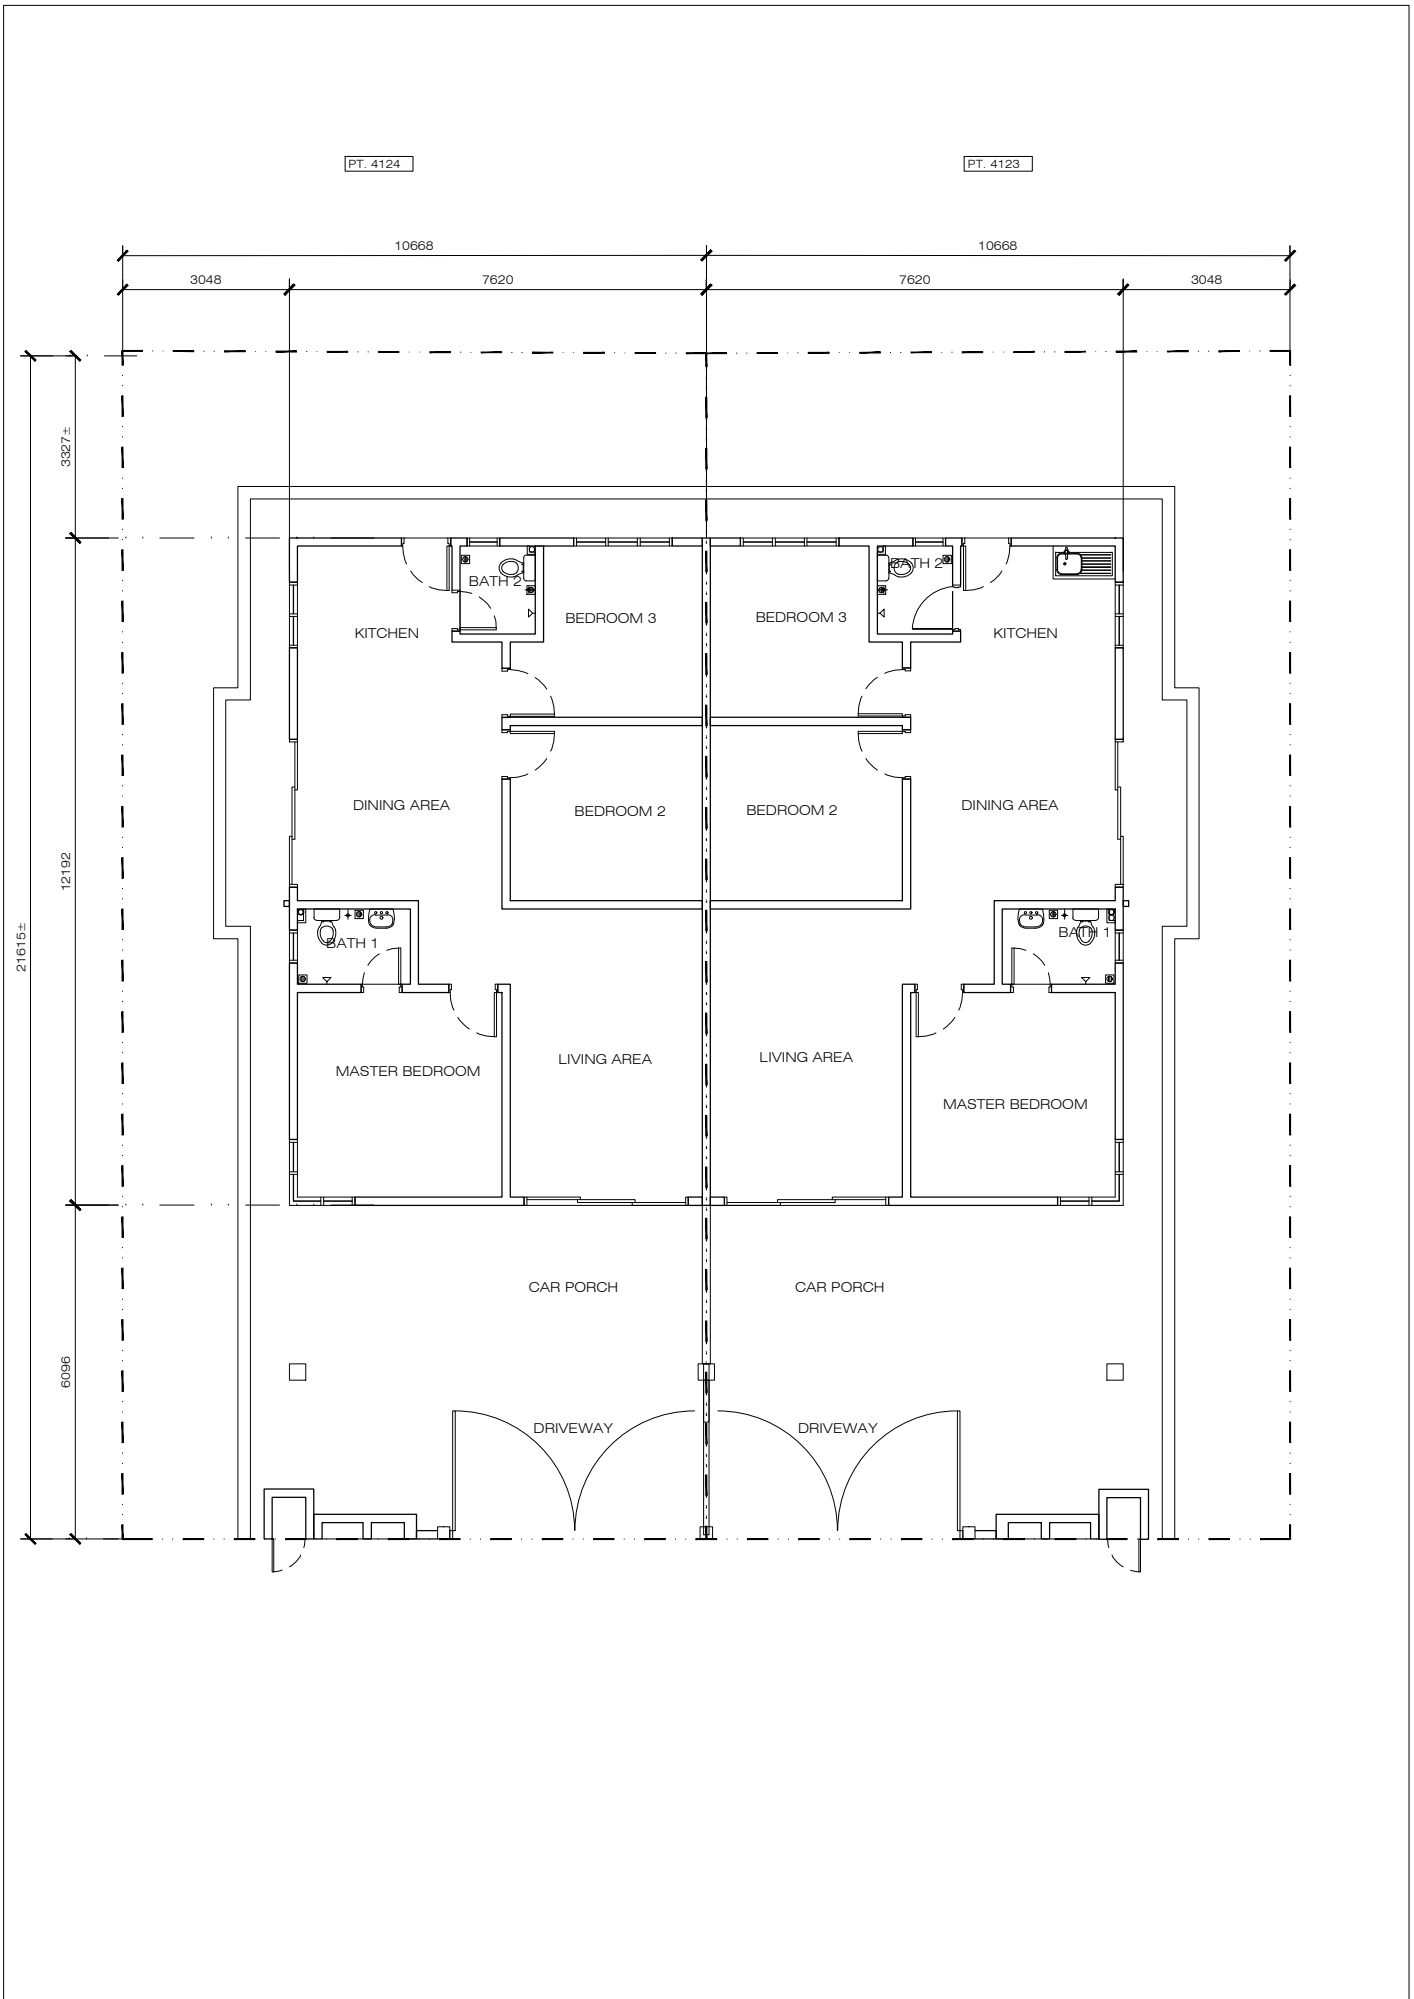 PT. 4124
PT. 4123
10668
10668
3048
7620
7620
3048
3327±
12192
21615±
6096
BATH 2
BATH 2
BEDROOM 3
BEDROOM 3
KITCHEN
KITCHEN
DINING AREA
BEDROOM 2
BEDROOM 2
DINING AREA
BATH 1
BATH 1
LIVING AREA
LIVING AREA
MASTER BEDROOM
MASTER BEDROOM
CAR PORCH
CAR PORCH
DRIVEWAY
DRIVEWAY